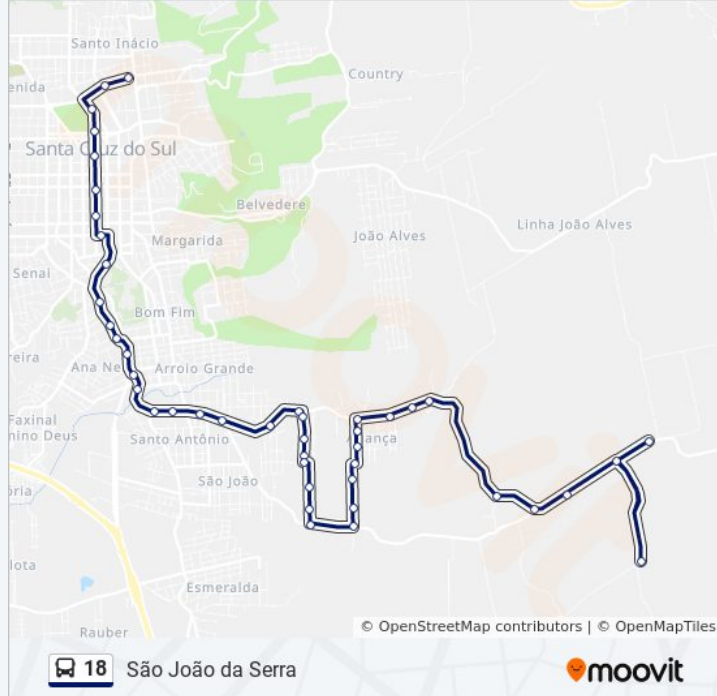 Santo Inácio
enida
Country
Santa Cruz do Sul
Belvedere
Linha João Alves
Margarida
João Alves
Senai
Bom Fim
reira
Ana Ne
Arroio Grande
Faxinal
nino Deus
Santo Antônio
Aliança
São João
ria
lota
Esmeralda
Rauber
© OpenStreetMap contributors | © OpenMapTiles
18 São João da Serra
moovit